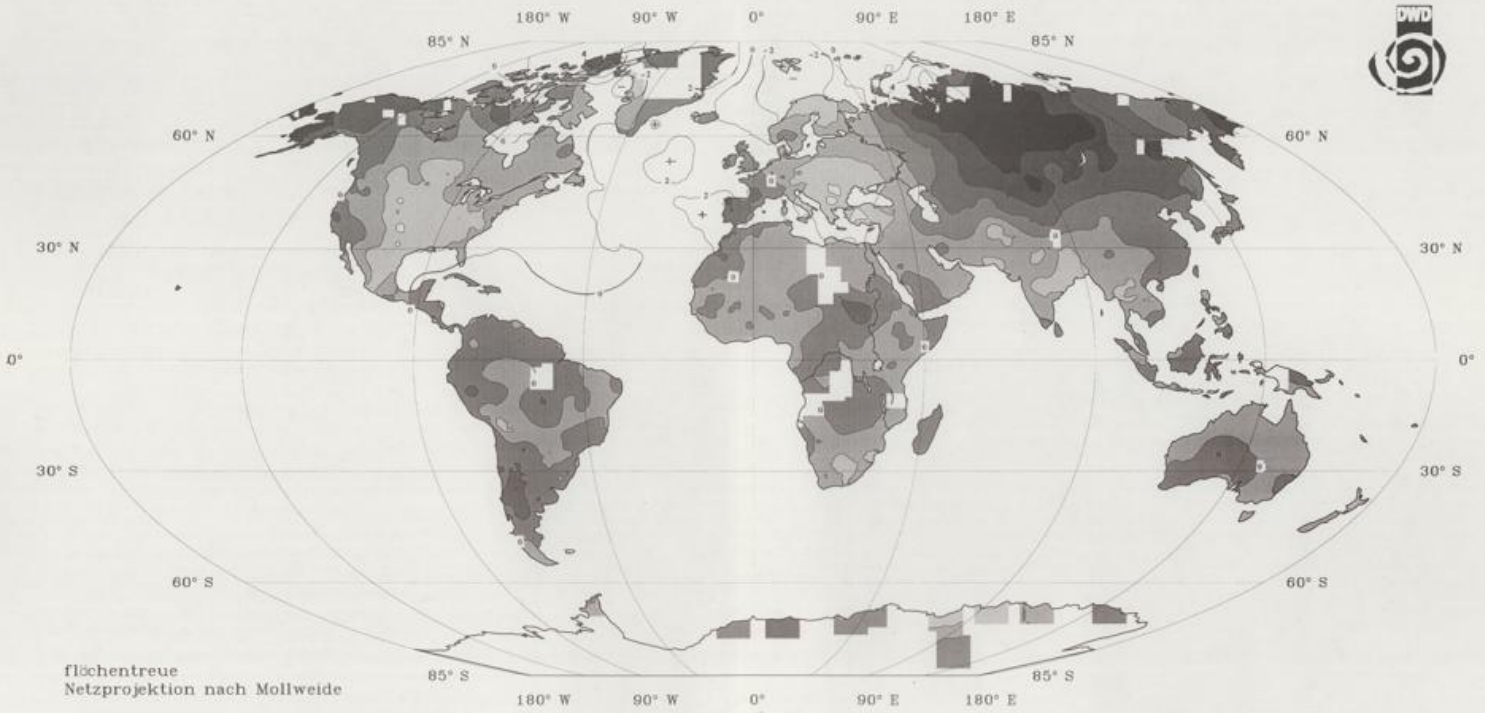 180° W 90° W 0° 90° E 180° E
DWD
85° N 85° N
60° N 60° N
30° N 30° N
0° 0°
30° S 30° S
60° S 60° S
flächentreue
Netzprojektion nach Mollweide
85° S 85° S
180° W 90° W 0° 90° E 180° E